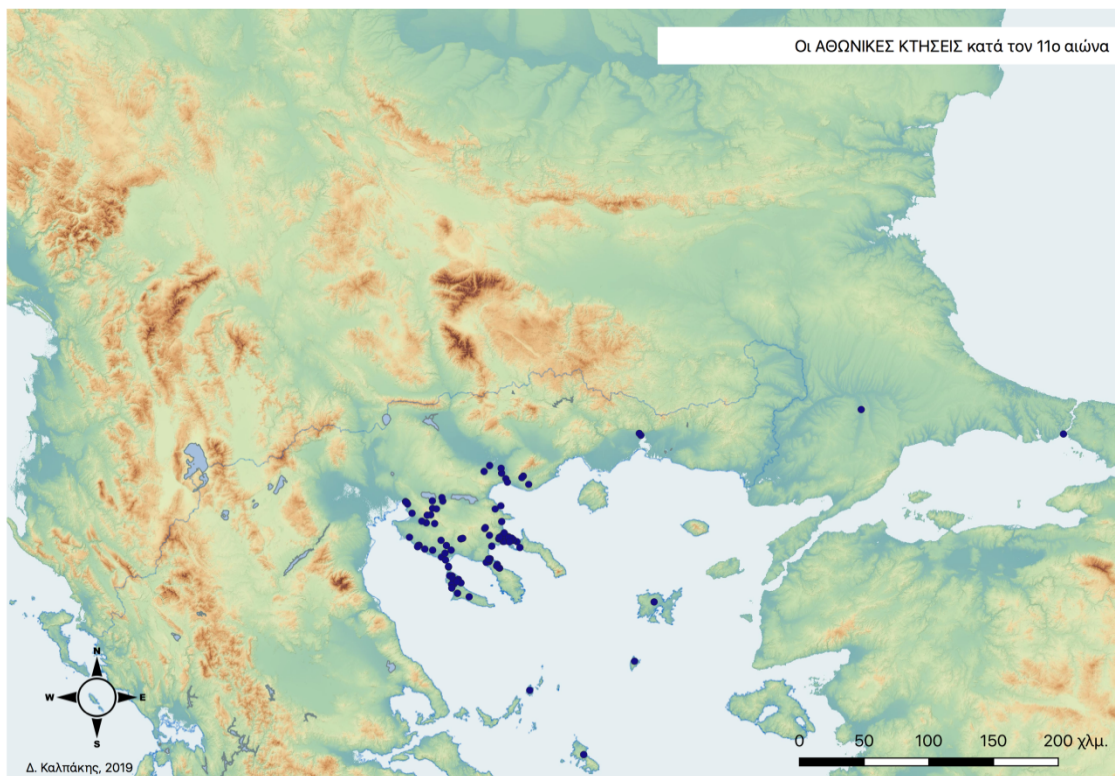 Οι ΑΘΩΝΙΚΕΣ ΚΤΗΣΕΙΣ κατά τον 11ο αιώνα
N
W E
S
0 50 100 150 200 χλμ.
Δ. Καλπάκης, 2019